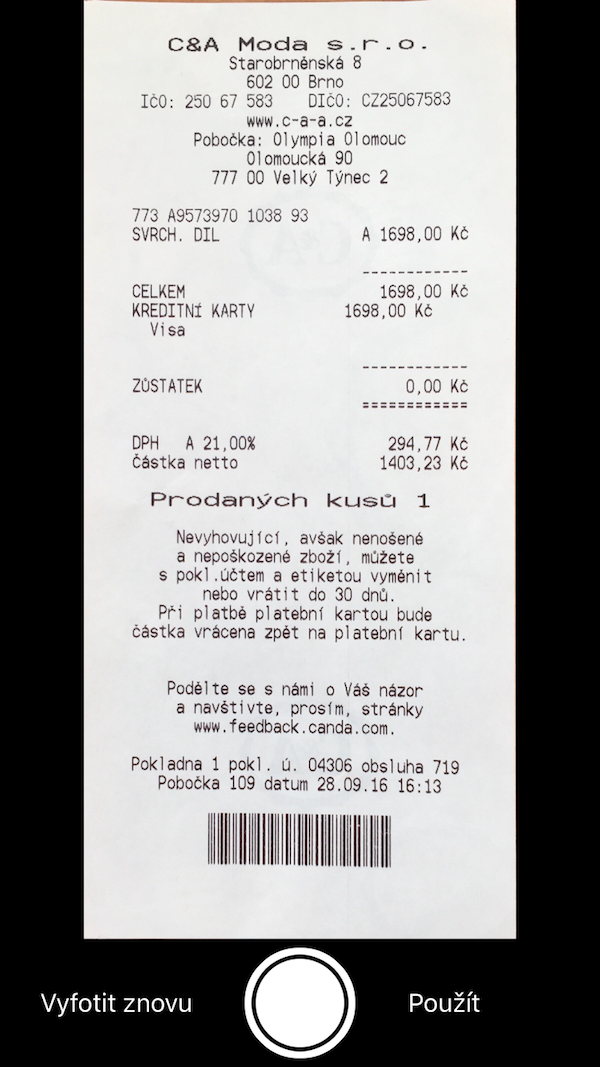 C&A Moda s.r.o.
Starobrněnská 8
602 00 Brno
IČO: 250 67 583 DIČO: CZ25067583
www.c-a-a.cz
Pobočka: Olympia Olomouc
Olomoucká 90
777 00 Velký Týnec 2
773 A9573970 1038 93
SVRCH. DIL A 1698,00 Kč
------------
CELKEM 1698,00 Kč
KREDITNÍ KARTY 1698,00 Kč
Visa
------------
ZŮSTATEK 0,00 Kč
============
DPH A 21,00% 294,77 Kč
Částka netto 1403,23 Kč
Prodaných kusů 1
Nevyhovující, avšak nenošené
a nepoškozené zboží, můžete
s pokl.účtem a etiketou vyměnit
nebo vrátit do 30 dnů.
Při platbě platební kartou bude
částka vrácena zpět na platební kartu.
Podělte se s námi o Váš názor
a navštivte, prosím, stránky
www.feedback.canda.com.
Pokladna 1 pokl. ú. 04306 obsluha 719
Pobočka 109 datum 28.09.16 16:13
Vyfotit znovu
Použít